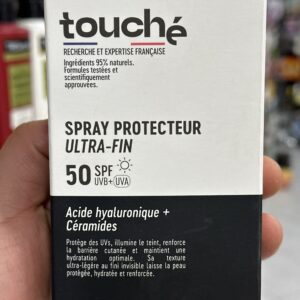 touché
RECHERCHE ET EXPERTISE FRANÇAISE
Ingrédients 95% naturels.
Formules testées et
scientifiquement
approuvées.
SPRAY PROTECTEUR
ULTRA-FIN
50 SPF
UVB+ UVA
Acide hyaluronique +
Céramides
Protège des UVs, illumine le teint, renforce
la barrière cutanée et maintient une
hydratation optimale. Sa texture
ultra-légère au fini invisible laisse la peau
protégée, hydratée et renforcée.